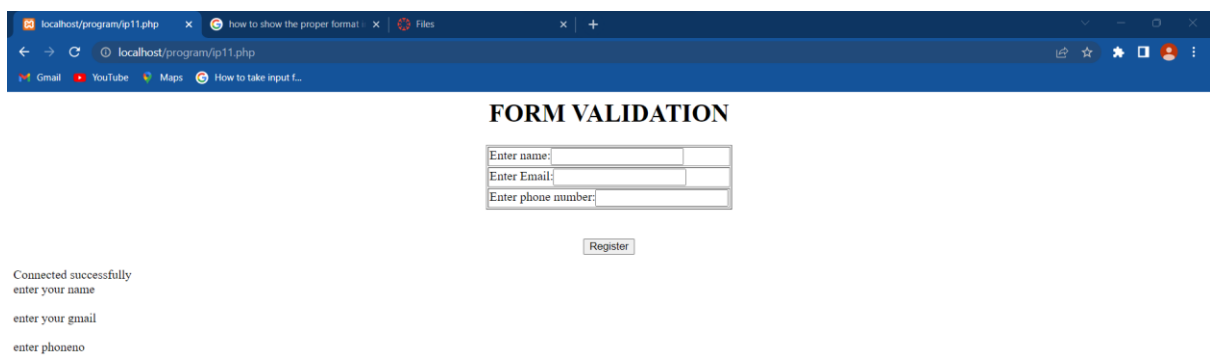 localhost/program/ip11.php
how to show the proper format
Files
localhost/program/ip11.php
Gmail YouTube Maps How to take input f...
FORM VALIDATION
Enter name:
Enter Email:
Enter phone number:
Register
Connected successfully
enter your name
enter your gmail
enter phoneno